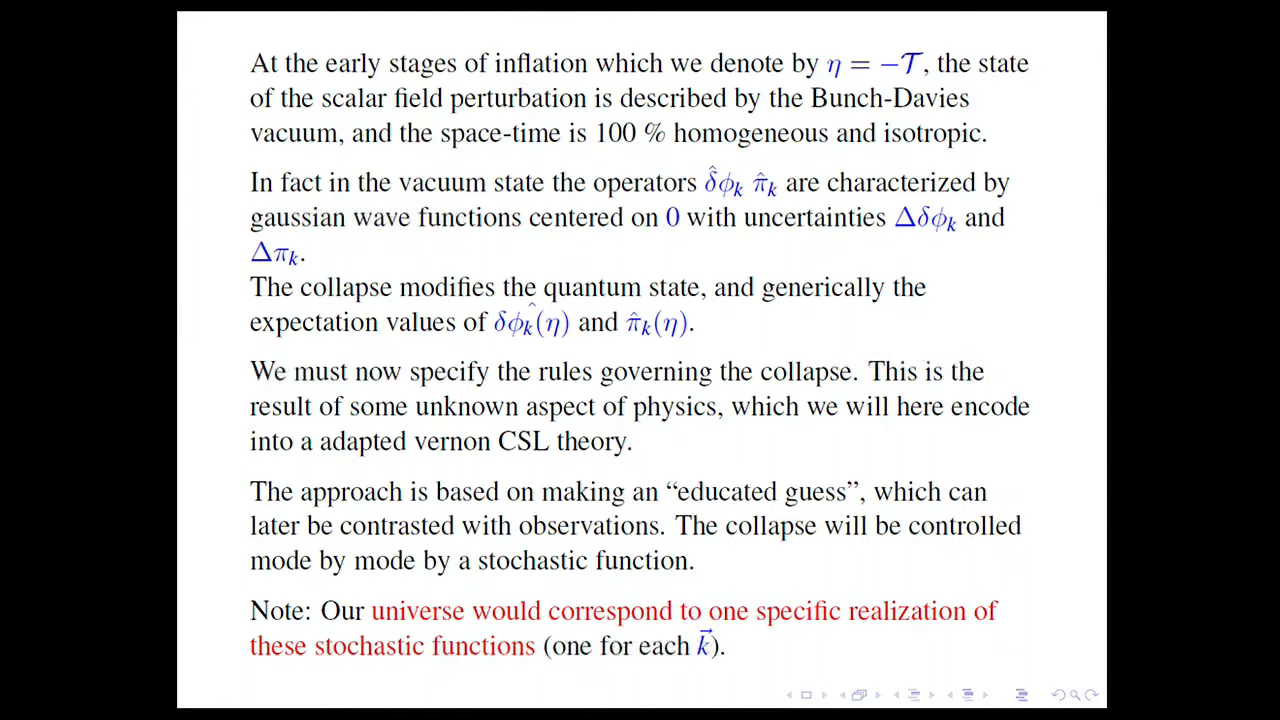 At the early stages of inflation which we denote by η = −𝒯, the state
of the scalar field perturbation is described by the Bunch-Davies
vacuum, and the space-time is 100 % homogeneous and isotropic.
In fact in the vacuum state the operators δ̂ϕₖ π̂ₖ are characterized by
gaussian wave functions centered on 0 with uncertainties Δδϕₖ and
Δπₖ.
The collapse modifies the quantum state, and generically the
expectation values of δϕ̂ₖ(η) and π̂ₖ(η).
We must now specify the rules governing the collapse. This is the
result of some unknown aspect of physics, which we will here encode
into a adapted vernon CSL theory.
The approach is based on making an “educated guess”, which can
later be contrasted with observations. The collapse will be controlled
mode by mode by a stochastic function.
Note: Our universe would correspond to one specific realization of
these stochastic functions (one for each k⃗).